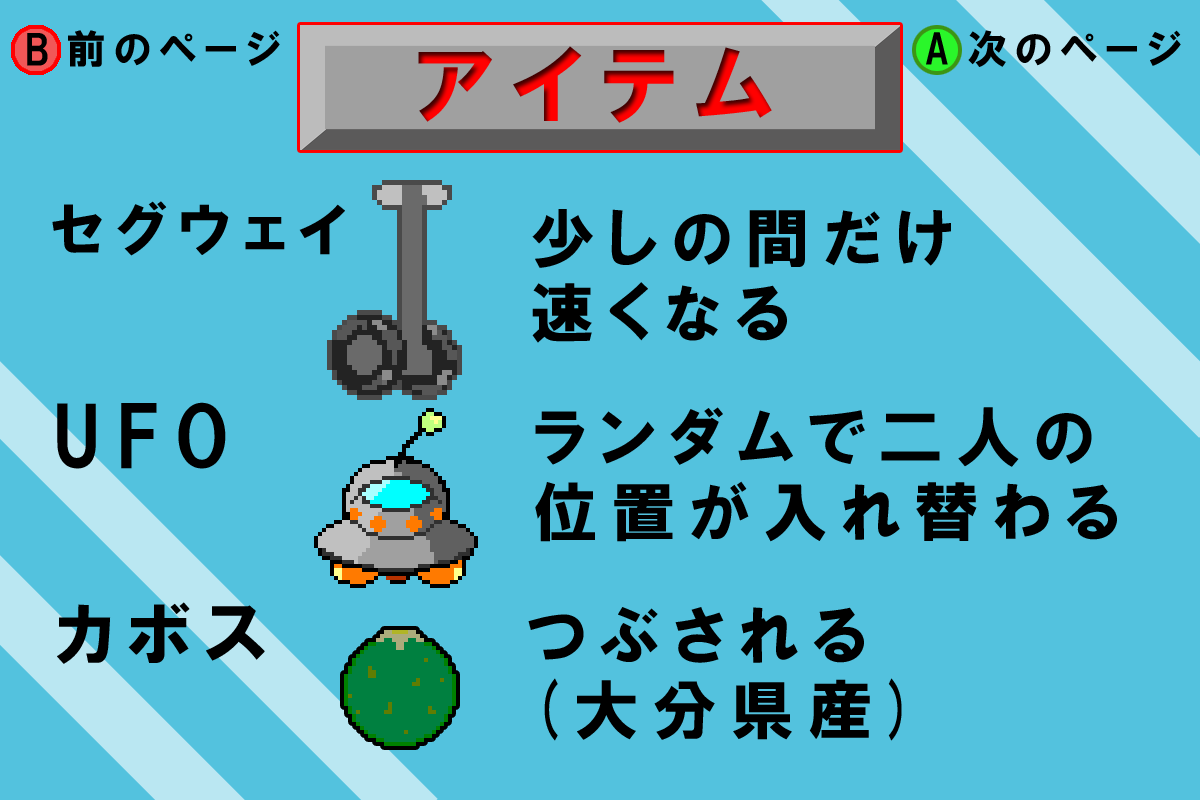 B 前のページ
アイテム
A 次のページ
セグウェイ
少しの間だけ
速くなる
UFO
ランダムで二人の
位置が入れ替わる
カボス
つぶされる
(大分県産)